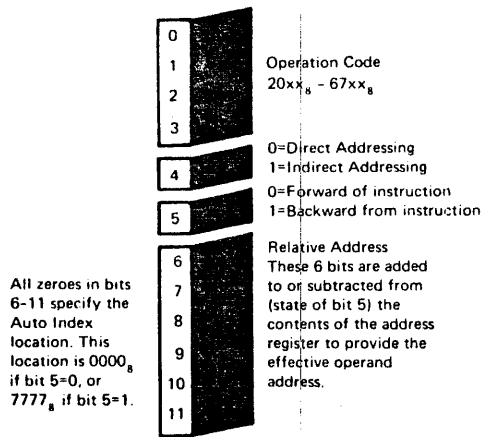 0
1
2
3
Operation Code
20xx₈ - 67xx₈
4
0=Direct Addressing
1=Indirect Addressing
5
0=Forward of instruction
1=Backward from instruction
6
7
8
9
10
11
Relative Address
These 6 bits are added
to or subtracted from
(state of bit 5) the
contents of the address
register to provide the
effective operand
address.
All zeroes in bits
6-11 specify the
Auto Index
location. This
location is 0000₈
if bit 5=0, or
7777₈ if bit 5=1.